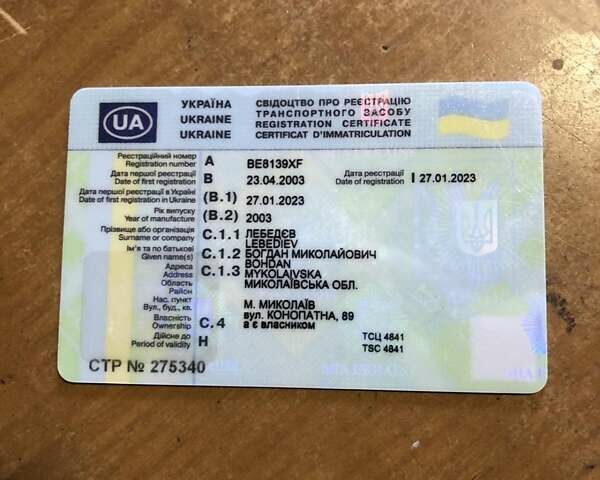 UA
УКРАЇНА
UKRAINE
UKRAINE
СВІДОЦТВО ПРО РЕЄСТРАЦІЮ
ТРАНСПОРТНОГО ЗАСОБУ
REGISTRATION CERTIFICATE
CERTIFICAT D'IMMATRICULATION
Реєстраційний номер
Registration number A BE8139XF
Дата першої реєстрації
Date of first registration B 23.04.2003 Дата реєстрації
Date of registration I 27.01.2023
Дата першої реєстрації в Україні
Date of first registration in Ukraine (B.1) 27.01.2023
Рік випуску
Year of manufacture (B.2) 2003
Прізвище або організація
Surname or company C.1.1 ЛЕБЕДЄВ
LEBEDIEV
Ім'я та по батькові
Given name(s) C.1.2 БОГДАН МИКОЛАЙОВИЧ
BOHDAN
Адреса
Address C.1.3 MYKOLAIVSKA
Область МИКОЛАЇВСЬКА ОБЛ.
Район
Нас. пункт М. МИКОЛАЇВ
Вул., буд., кв. вул. КОНОПАТНА, 89
Власність
Ownership C.4 а є власником
Дійсне до
Period of validity H
ТСЦ 4841
TSC 4841
СТР № 275340